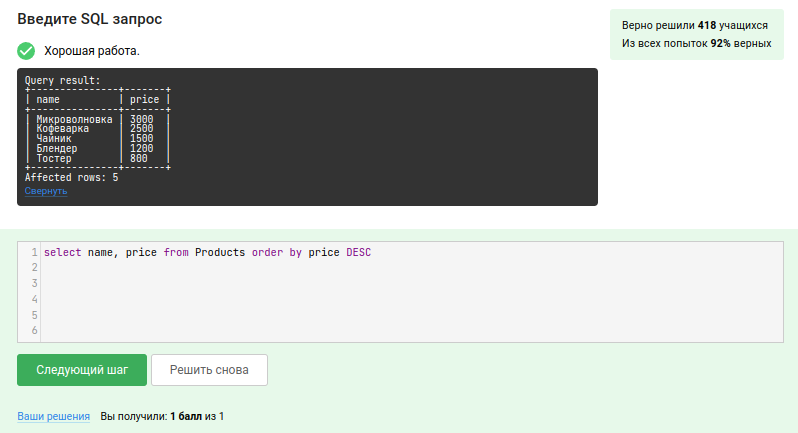 Введите SQL запрос
Верно решили 418 учащихся
Из всех попыток 92% верных
Хорошая работа.
Query result:
+---------------+-------+
| name          | price |
+---------------+-------+
| Микроволновка | 3000  |
| Кофеварка     | 2500  |
| Чайник        | 1500  |
| Блендер       | 1200  |
| Тостер        | 800   |
+---------------+-------+
Affected rows: 5
Свернуть
1 select name, price from Products order by price DESC
2
3
4
5
6
Следующий шаг Решить снова
Ваши решения Вы получили: 1 балл из 1